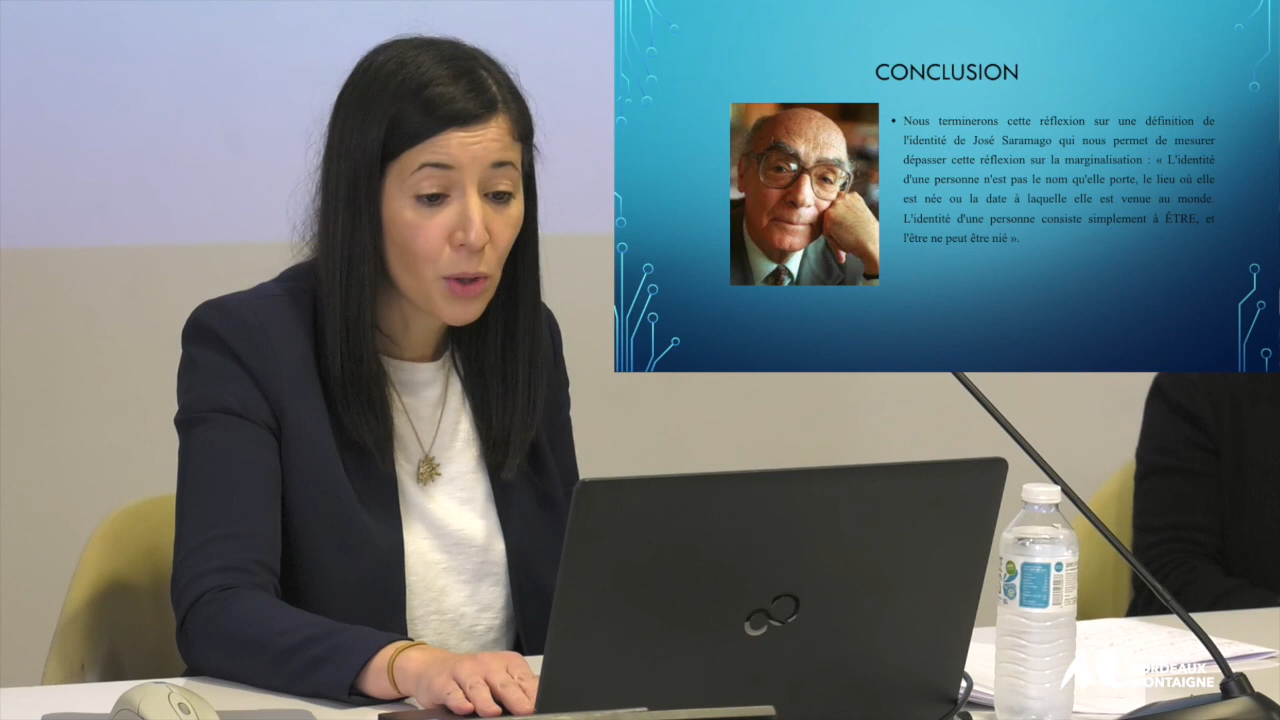 CONCLUSION
• Nous terminerons cette réflexion sur une définition de
l'identité de José Saramago qui nous permet de mesurer
dépasser cette réflexion sur la marginalisation : « L'identité
d'une personne n'est pas le nom qu'elle porte, le lieu où elle
est née ou la date à laquelle elle est venue au monde.
L'identité d'une personne consiste simplement à ÊTRE, et
l'être ne peut être nié ».
BORDEAUX
MONTAIGNE